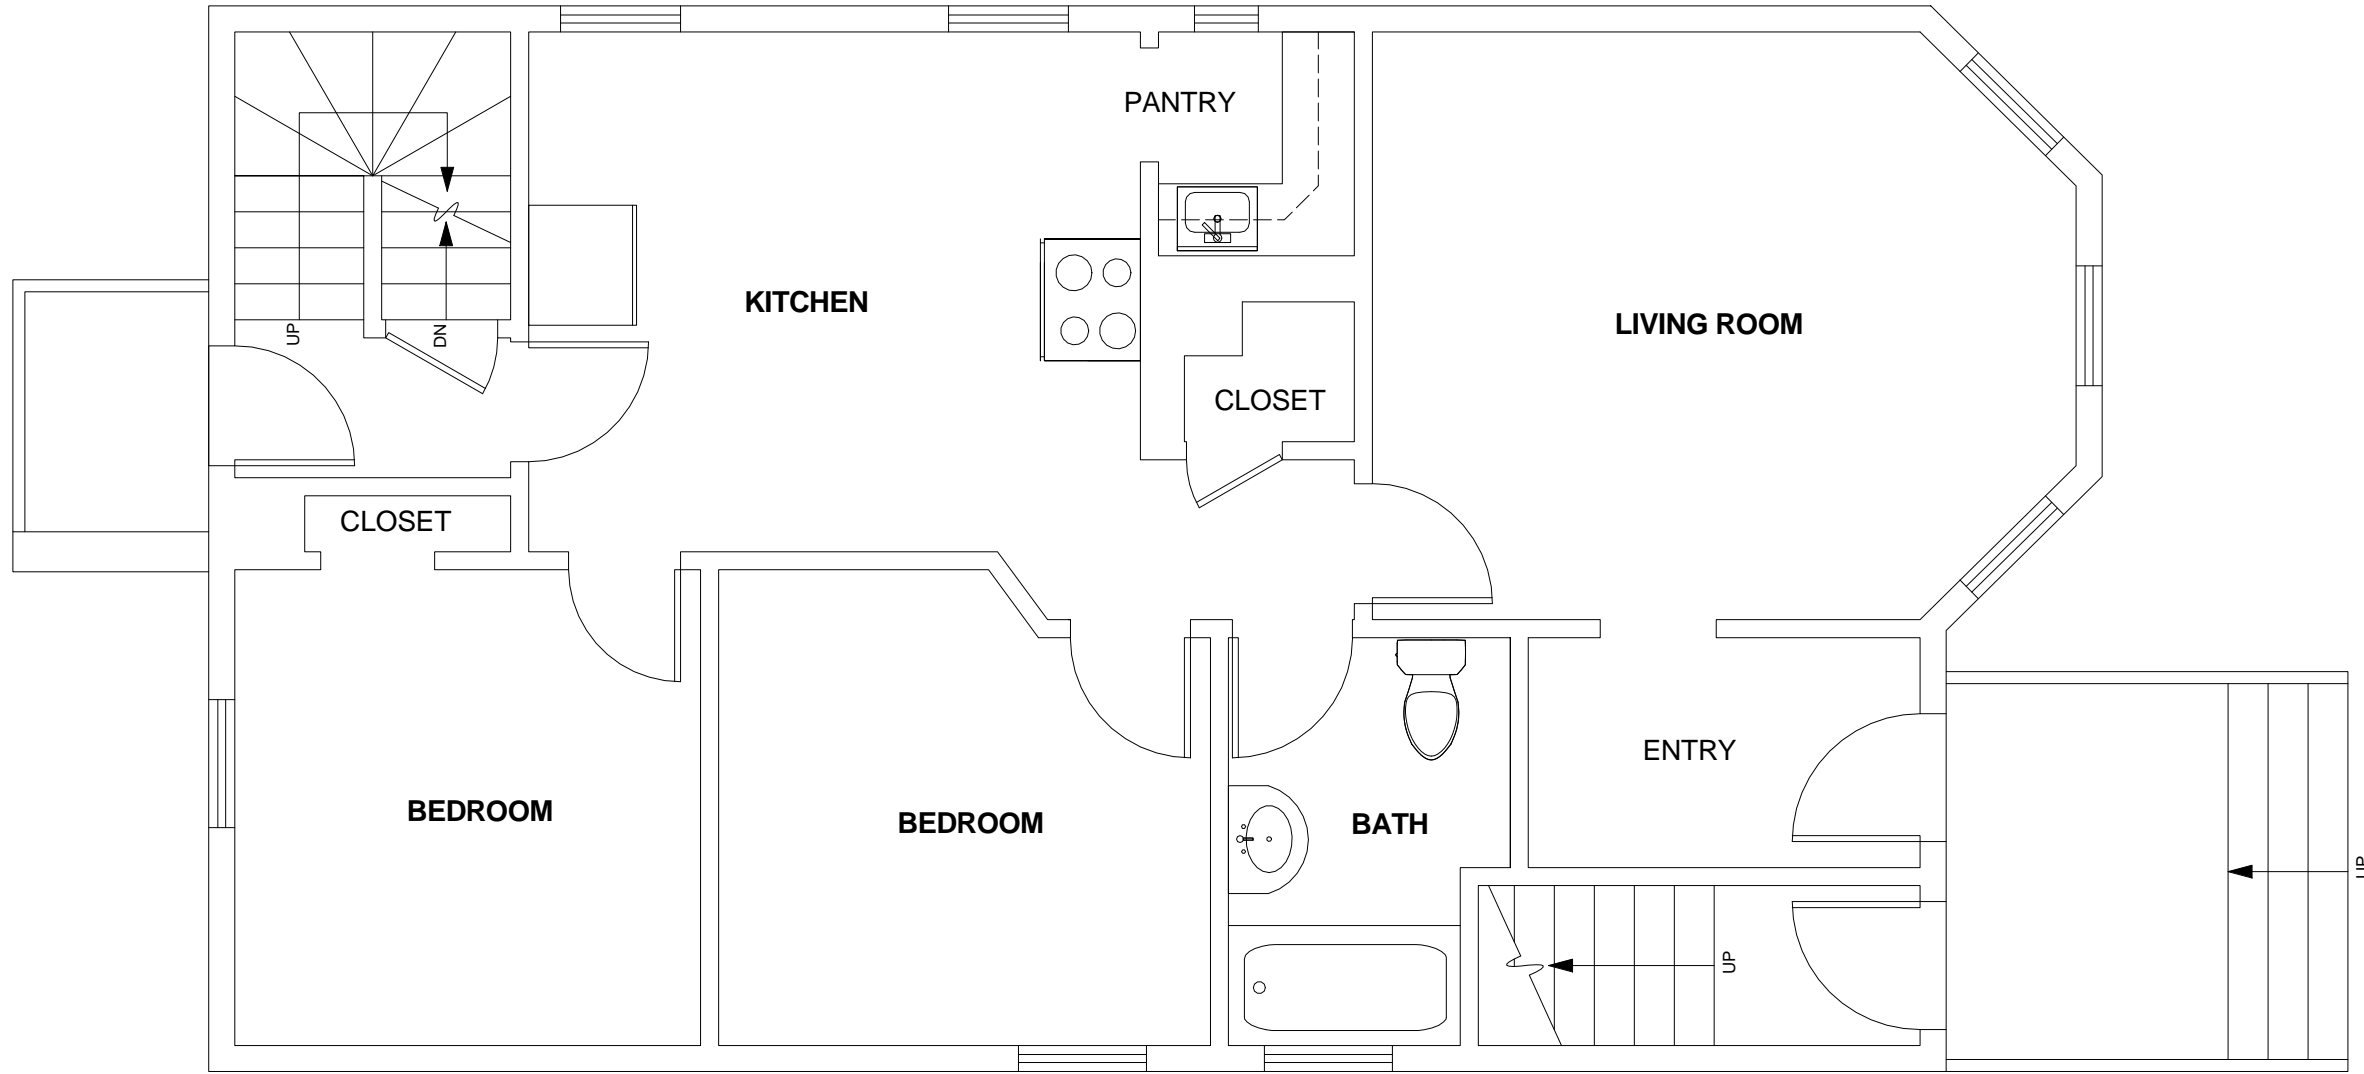 PANTRY
KITCHEN
LIVING ROOM
UP
DN
CLOSET
CLOSET
ENTRY
BEDROOM
BEDROOM
BATH
UP
UP